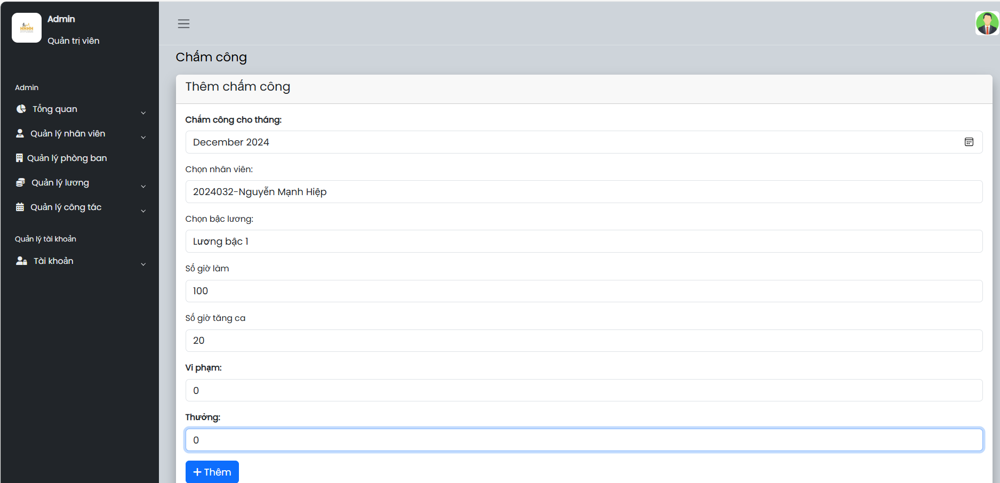 HHHH
Admin
Quản trị viên
Admin
Tổng quan
Quản lý nhân viên
Quản lý phòng ban
Quản lý lương
Quản lý công tác
Quản lý tài khoản
Tài khoản
Chấm công
Thêm chấm công
Chấm công cho tháng:
December 2024
Chọn nhân viên:
2024032-Nguyễn Mạnh Hiệp
Chọn bậc lương:
Lương bậc 1
Số giờ làm
100
Số giờ tăng ca
20
Vi phạm:
0
Thưởng:
0
+ Thêm